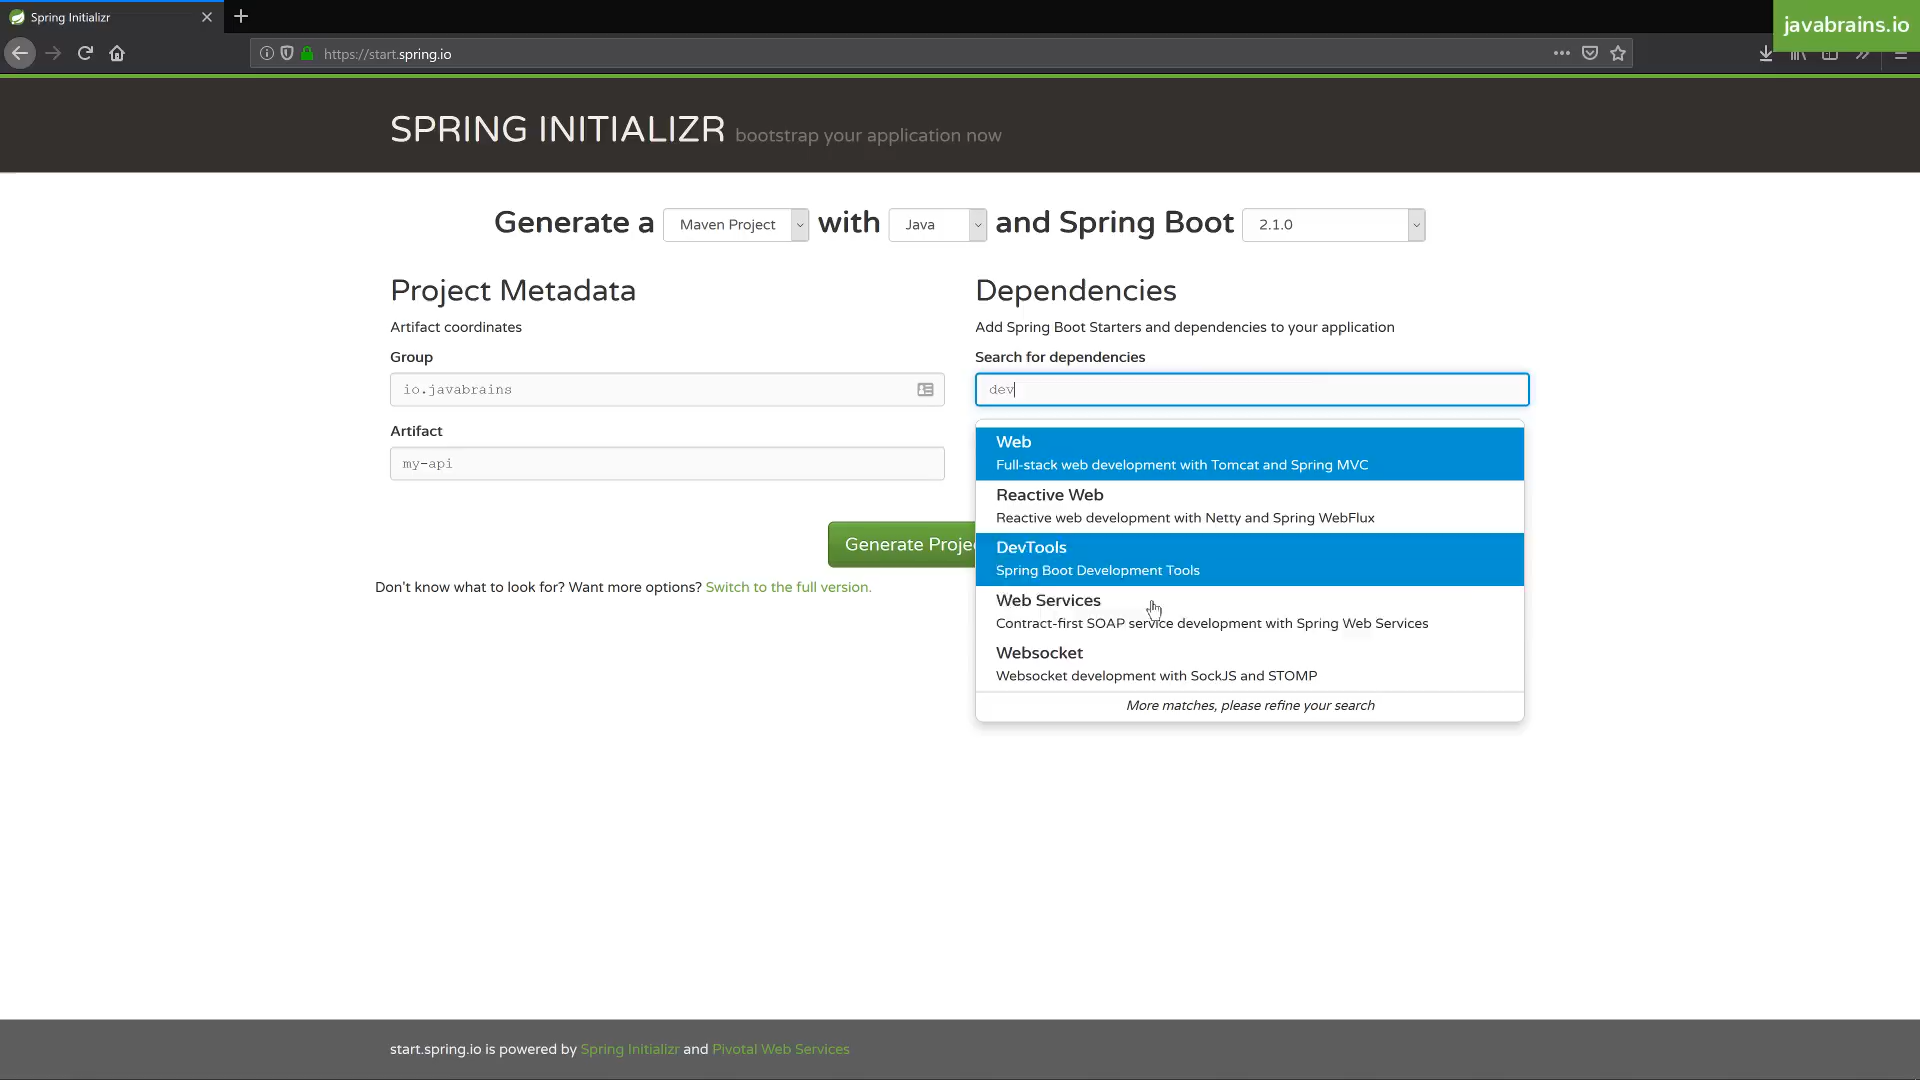 Spring Initializr
javabrains.io
https://start.spring.io
SPRING INITIALIZR bootstrap your application now
Generate a Maven Project with Java and Spring Boot 2.1.0
Project Metadata
Artifact coordinates
Group
io.javabrains
Artifact
my-api
Dependencies
Add Spring Boot Starters and dependencies to your application
Search for dependencies
dev
Web
Full-stack web development with Tomcat and Spring MVC
Reactive Web
Reactive web development with Netty and Spring WebFlux
DevTools
Spring Boot Development Tools
Web Services
Contract-first SOAP service development with Spring Web Services
Websocket
Websocket development with SockJS and STOMP
More matches, please refine your search
Generate Projec
Don't know what to look for? Want more options? Switch to the full version.
start.spring.io is powered by Spring Initializr and Pivotal Web Services